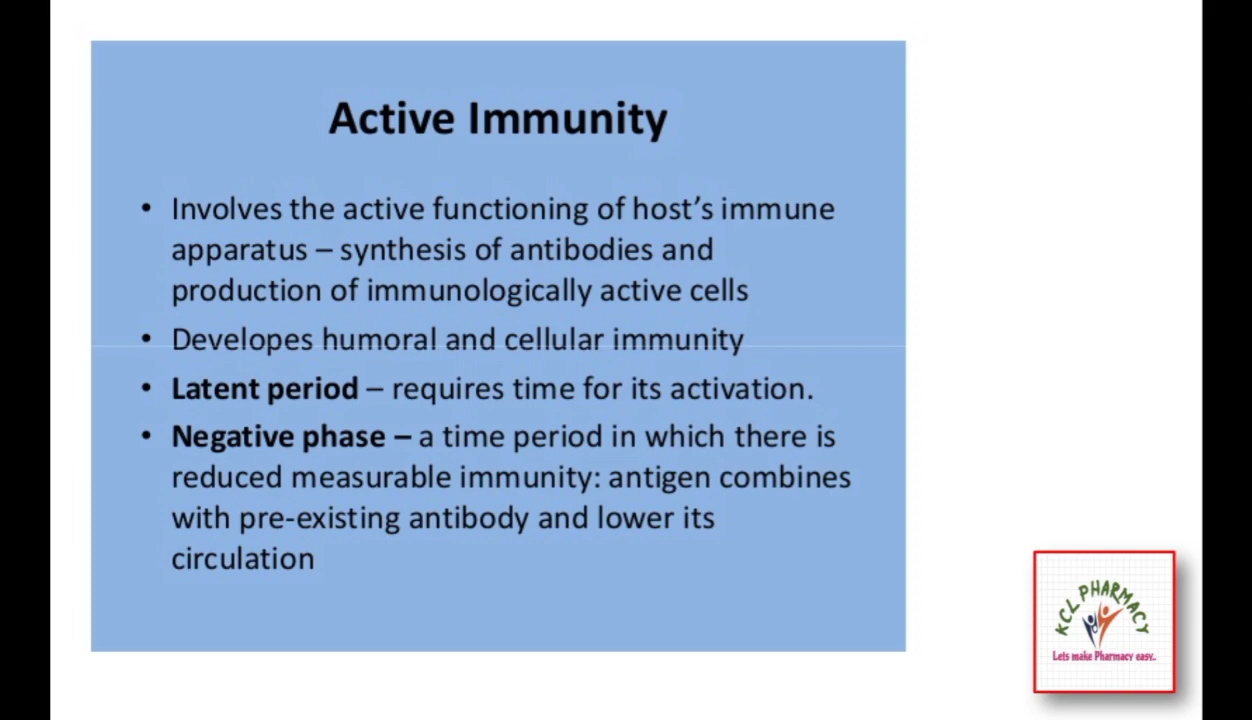 Active Immunity
• Involves the active functioning of host's immune
apparatus – synthesis of antibodies and
production of immunologically active cells
• Developes humoral and cellular immunity
• Latent period – requires time for its activation.
• Negative phase – a time period in which there is
reduced measurable immunity: antigen combines
with pre-existing antibody and lower its
circulation
KCL PHARMACY
Lets make Pharmacy easy..